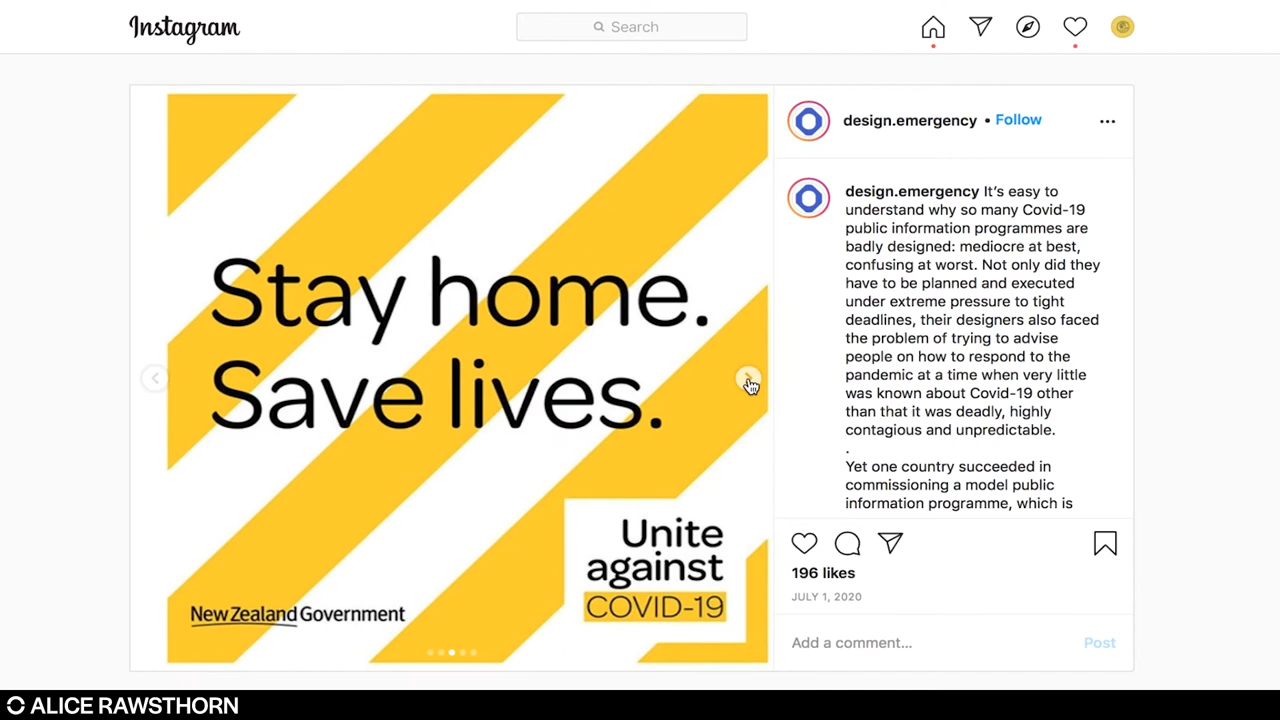 Instagram
Search
Stay home.
Save lives.
Unite
against
COVID-19
New Zealand Government
design.emergency • Follow
design.emergency It’s easy to
understand why so many Covid-19
public information programmes are
badly designed: mediocre at best,
confusing at worst. Not only did they
have to be planned and executed
under extreme pressure to tight
deadlines, their designers also faced
the problem of trying to advise
people on how to respond to the
pandemic at a time when very little
was known about Covid-19 other
than that it was deadly, highly
contagious and unpredictable.
.
Yet one country succeeded in
commissioning a model public
information programme, which is
196 likes
JULY 1, 2020
Add a comment...
Post
ALICE RAWSTHORN